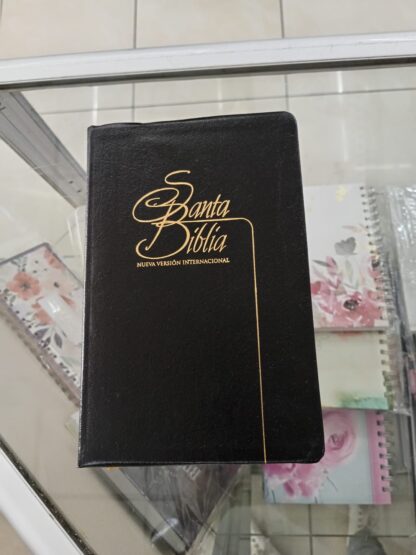 Santa
Biblia
NUEVA VERSIÓN INTERNACIONAL